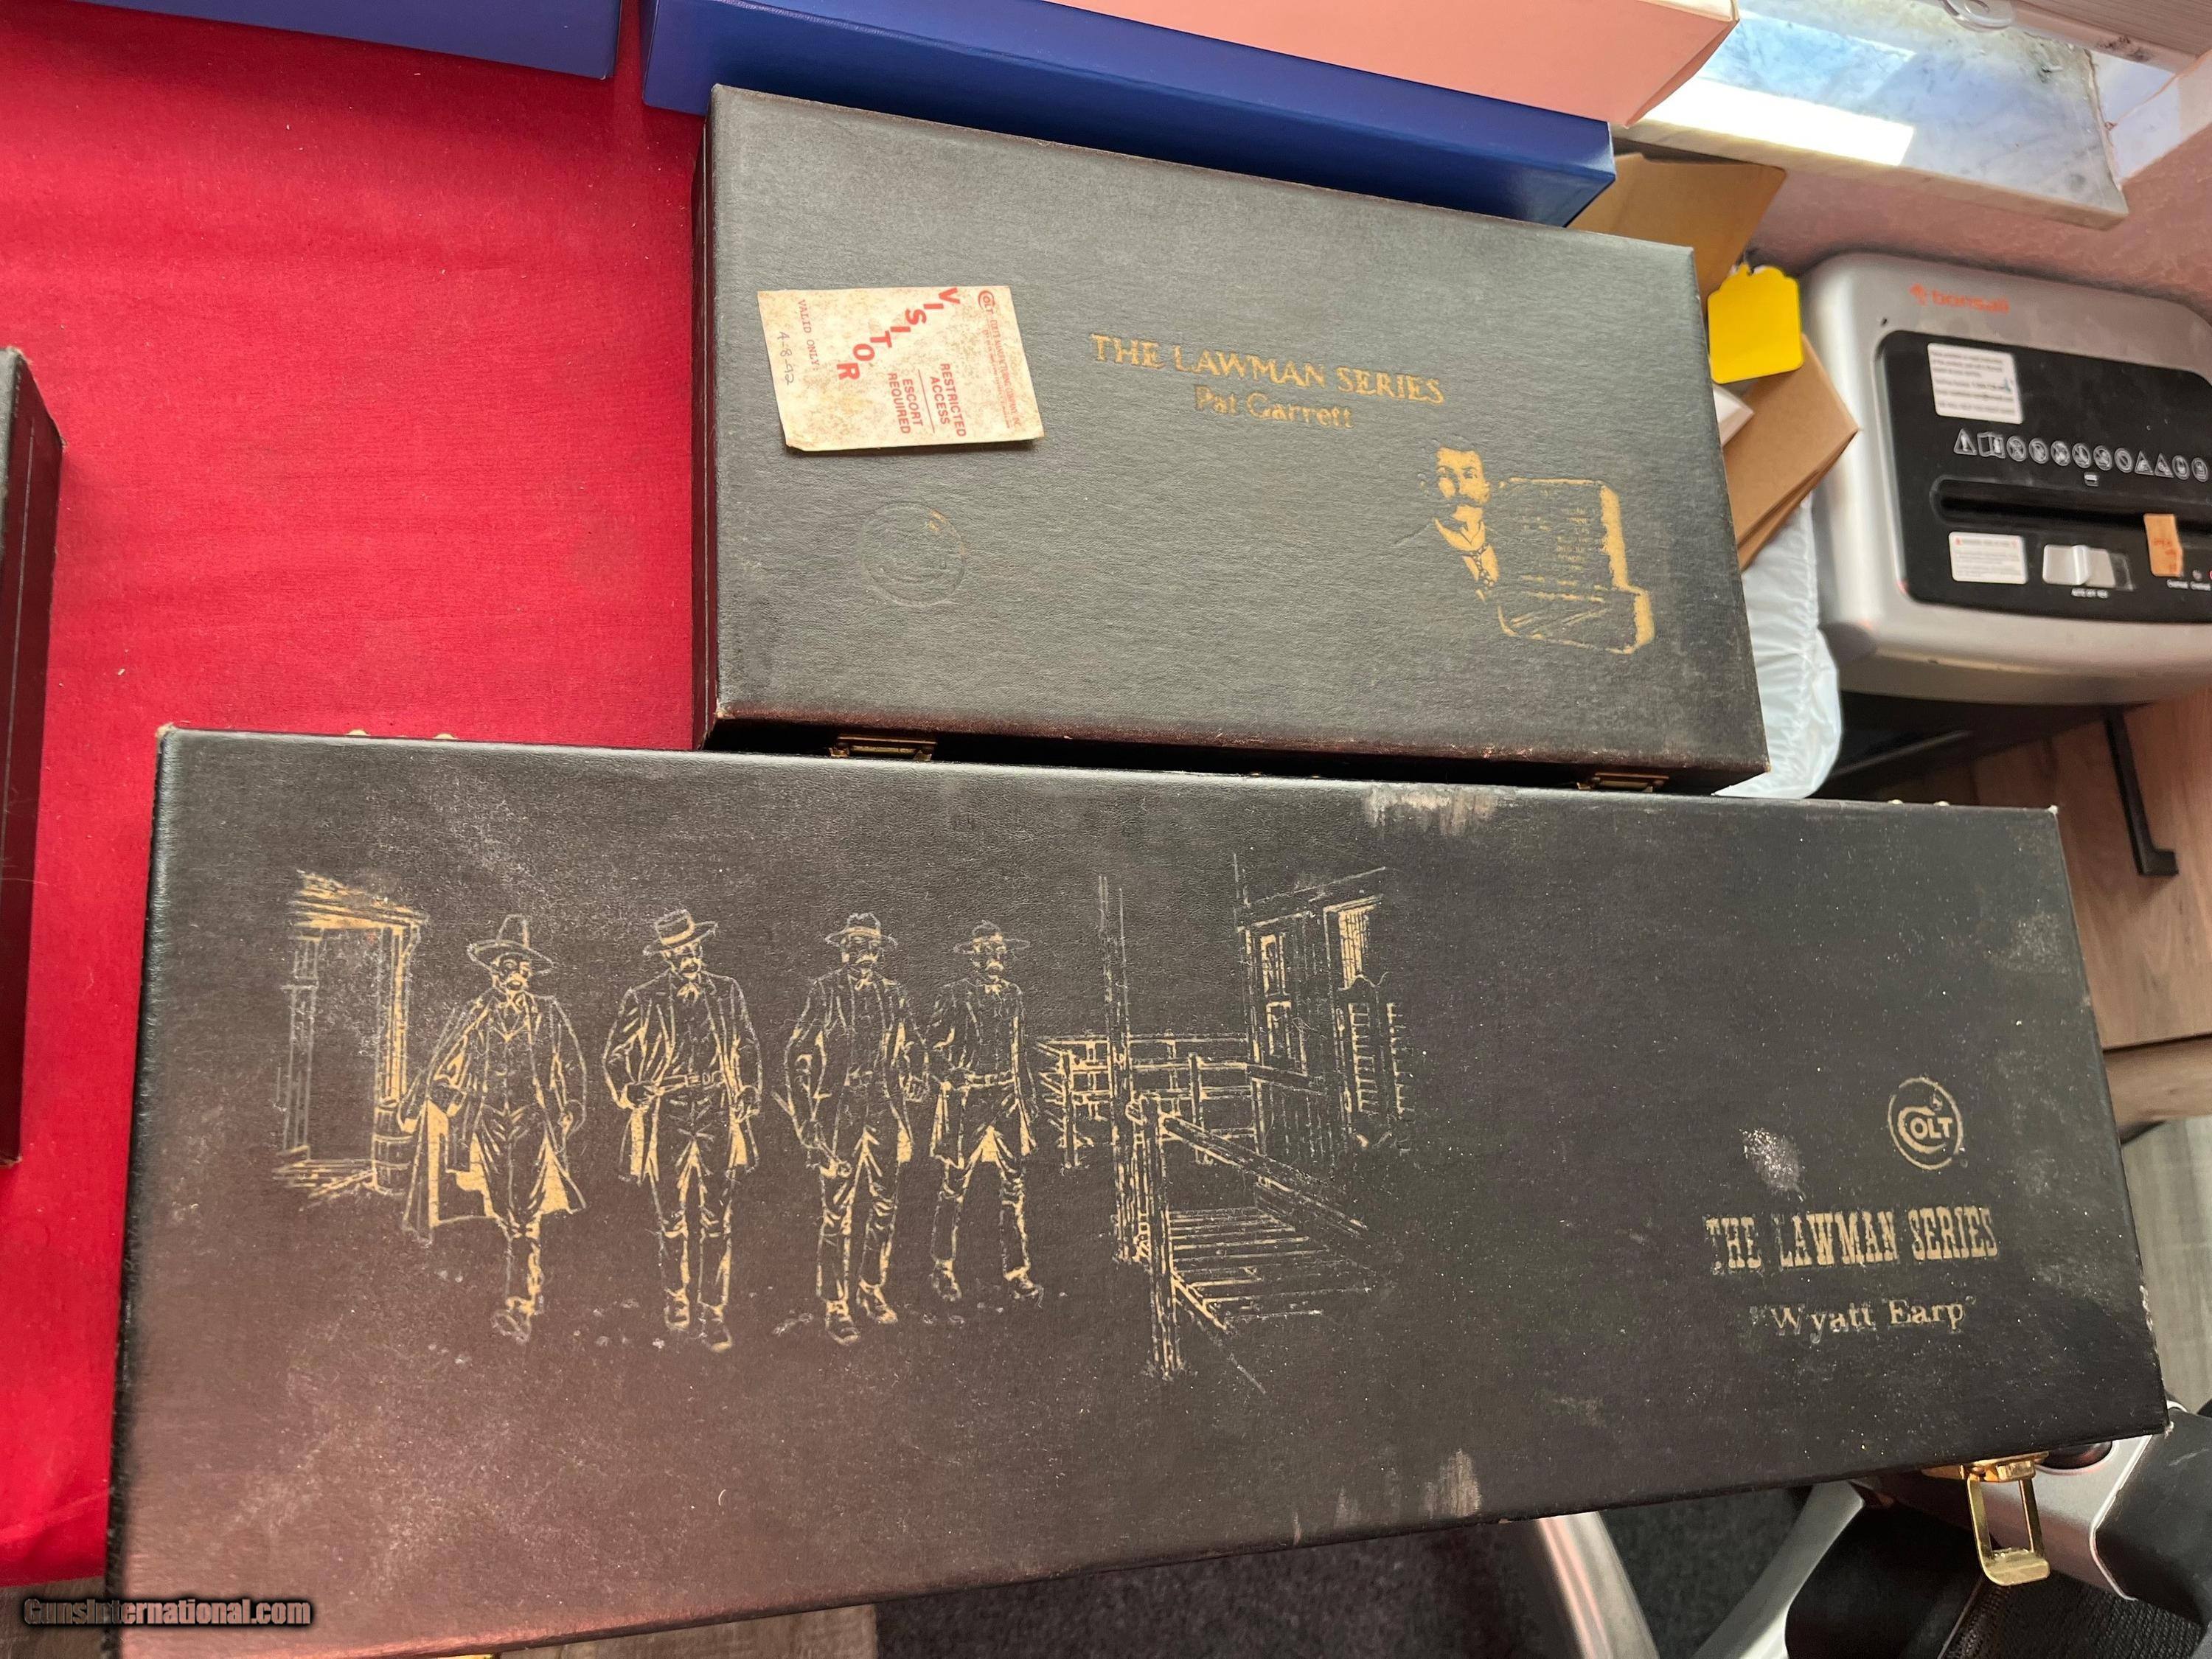 COLT
VISITOR
RESTRICTED
ACCESS
ESCORT
REQUIRED
VALID ONLY:
4-8-92
THE LAWMAN SERIES
Pat Garrett
bonsaii
COLT
THE LAWMAN SERIES
"Wyatt Earp"
GunsInternational.com